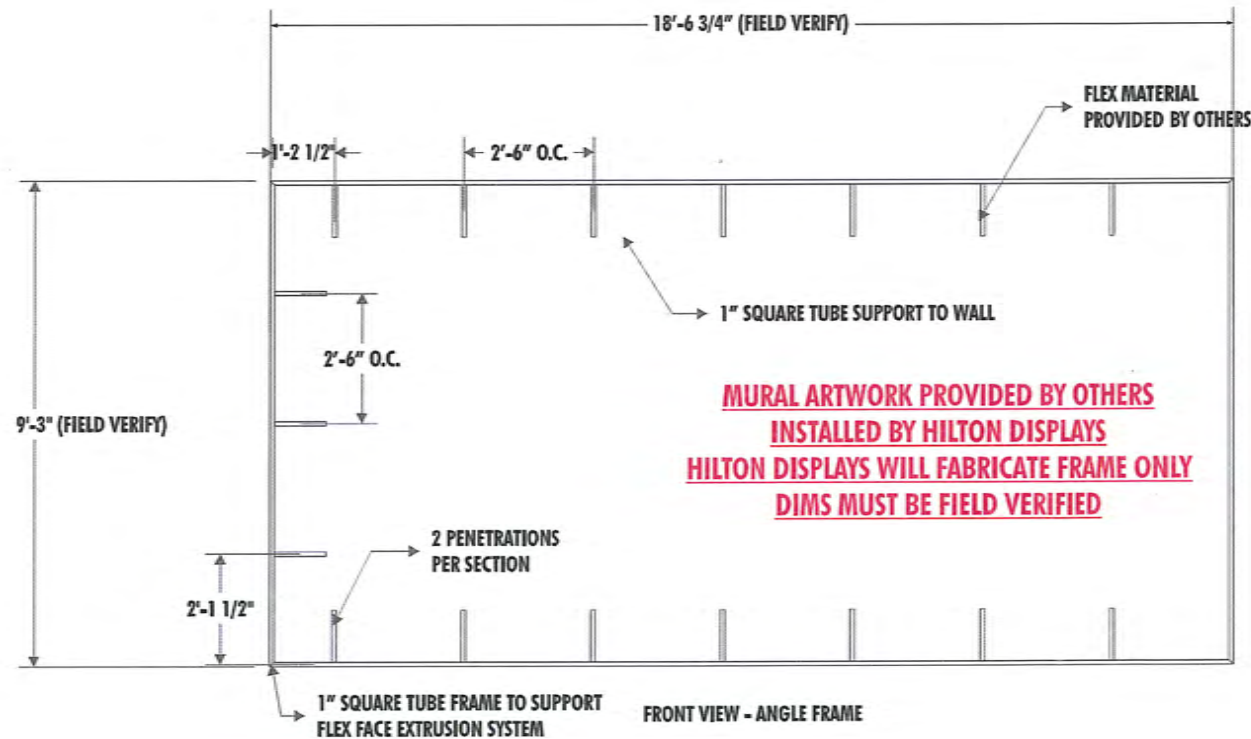 18'-6 3/4" (FIELD VERIFY)
FLEX MATERIAL
PROVIDED BY OTHERS
1'-2 1/2"
2'-6" O.C.
1" SQUARE TUBE SUPPORT TO WALL
2'-6" O.C.
9'-3" (FIELD VERIFY)
MURAL ARTWORK PROVIDED BY OTHERS
INSTALLED BY HILTON DISPLAYS
HILTON DISPLAYS WILL FABRICATE FRAME ONLY
DIMS MUST BE FIELD VERIFIED
2 PENETRATIONS
PER SECTION
2'-1 1/2"
1" SQUARE TUBE FRAME TO SUPPORT
FLEX FACE EXTRUSION SYSTEM
FRONT VIEW - ANGLE FRAME